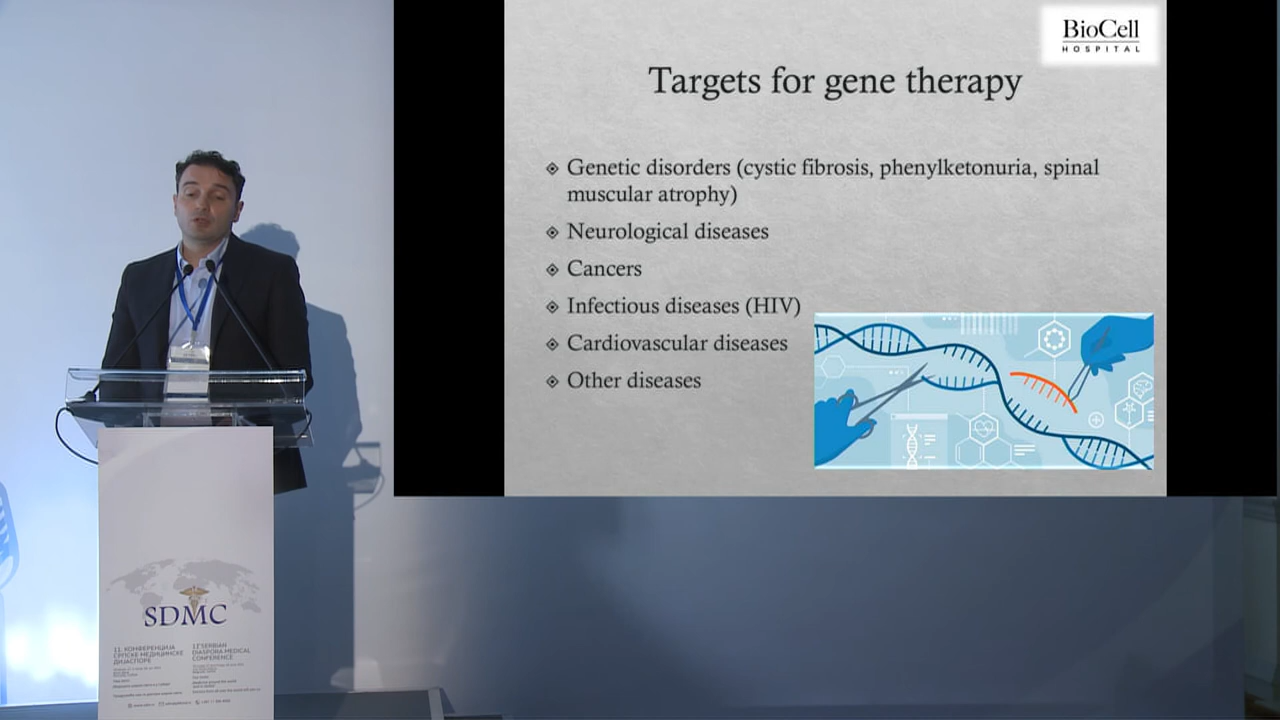 BioCell
HOSPITAL
Targets for gene therapy
Genetic disorders (cystic fibrosis, phenylketonuria, spinal
muscular atrophy)
Neurological diseases
Cancers
Infectious diseases (HIV)
Cardiovascular diseases
Other diseases
SDMC
11. КОНФЕРЕНЦИЈА
СРПСКЕ МЕДИЦИНСКЕ
ДИЈАСПОРЕ
SERBIAN
DIASPORA MEDICAL
CONFERENCE